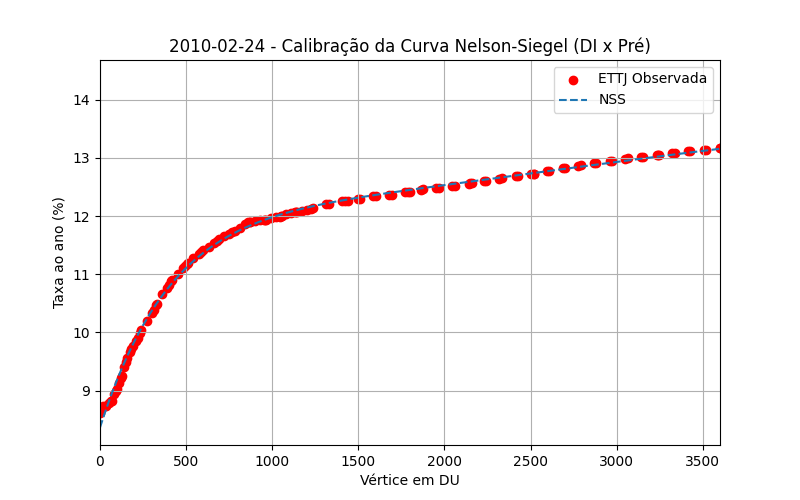 2010-02-24 - Calibração da Curva Nelson-Siegel (DI x Pré)
ETTJ Observada
NSS
14
13
12
11
10
9
Taxa ao ano (%)
0 500 1000 1500 2000 2500 3000 3500
Vértice em DU